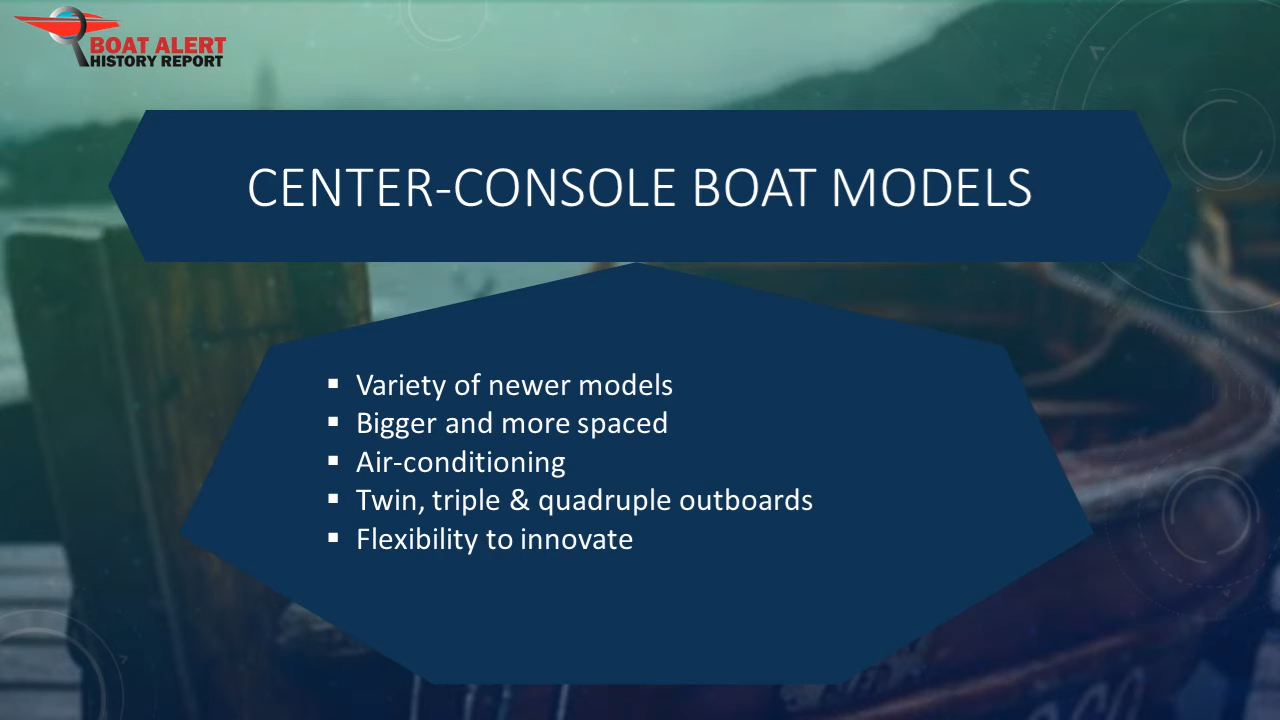 BOAT ALERT
HISTORY REPORT
CENTER-CONSOLE BOAT MODELS
▪ Variety of newer models
▪ Bigger and more spaced
▪ Air-conditioning
▪ Twin, triple & quadruple outboards
▪ Flexibility to innovate